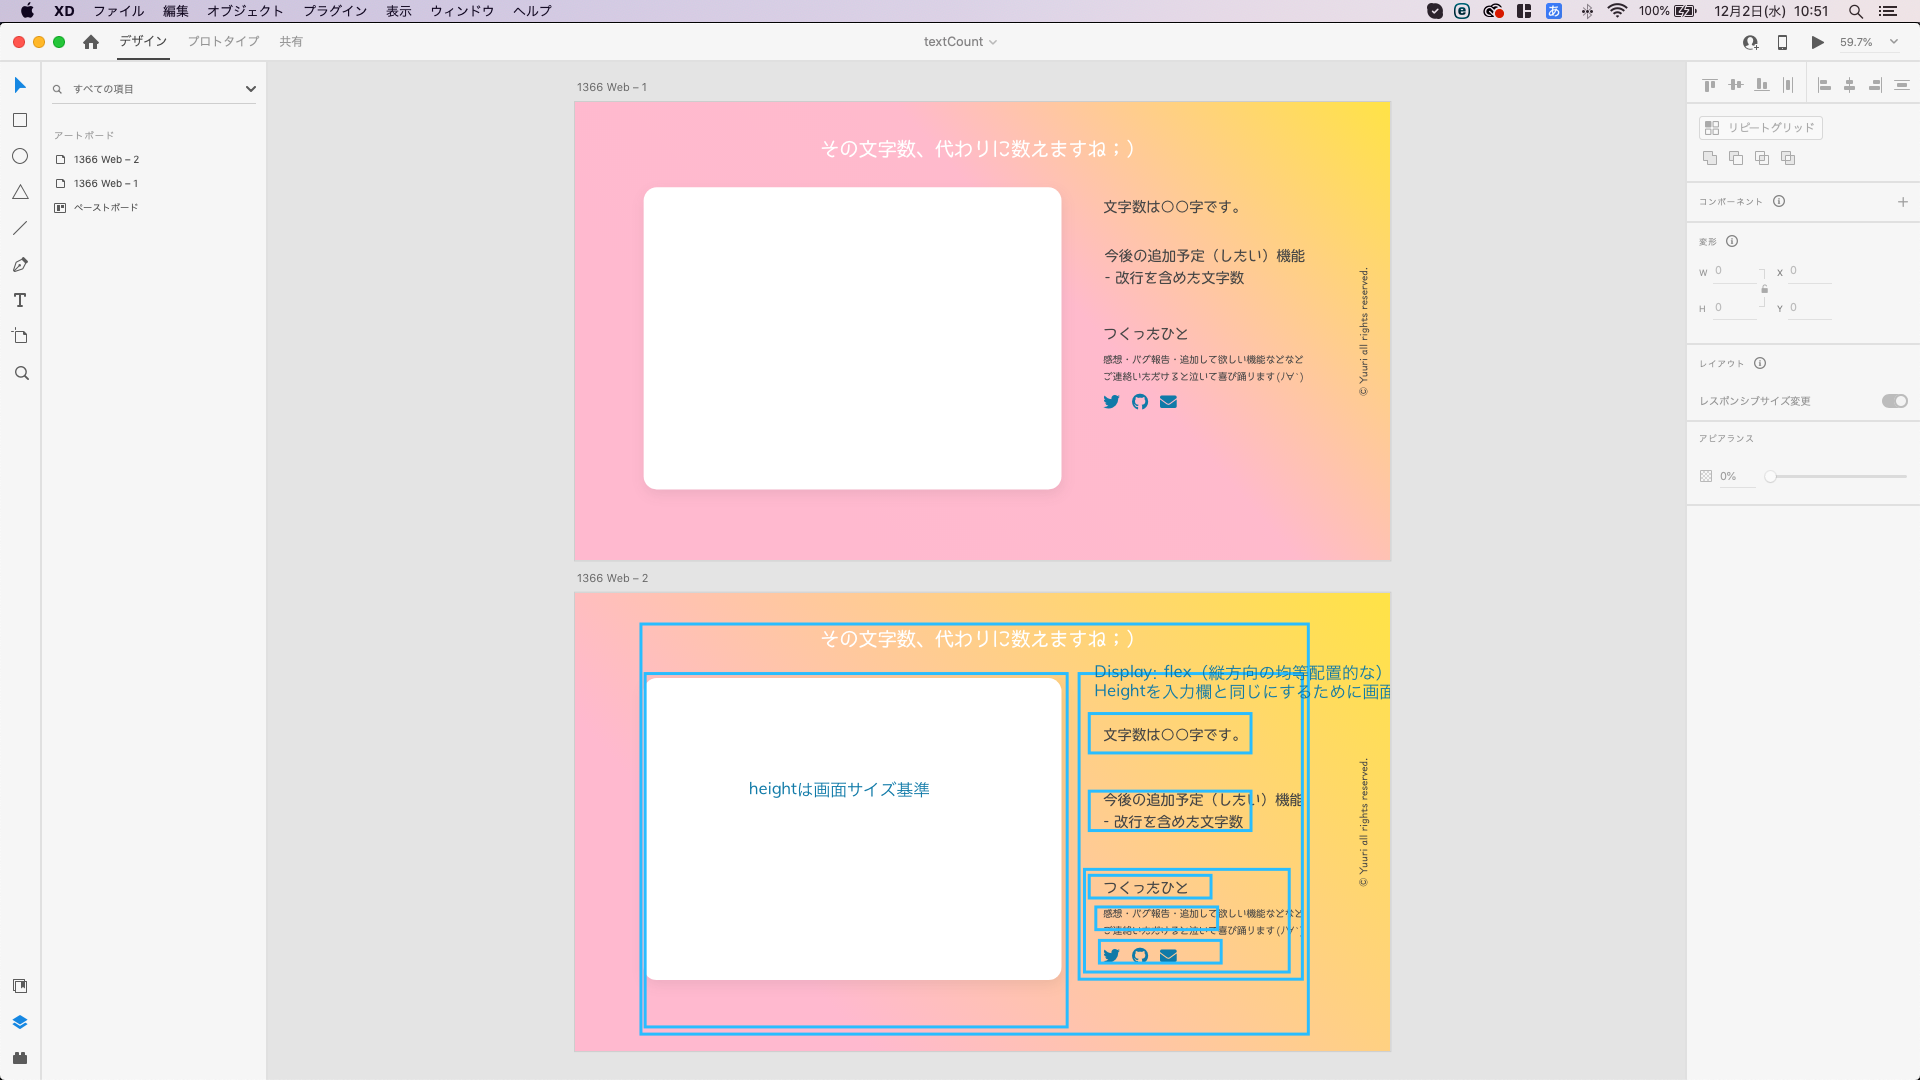 XD ファイル 編集 オブジェクト プラグイン 表示 ウィンドウ ヘルプ
100% 12月2日(水) 10:51
デザイン プロトタイプ 共有
textCount
59.7%
すべての項目
アートボード
1366 Web – 2
1366 Web – 1
ペーストボード
1366 Web – 1
その文字数、代わりに数えますね；）
文字数は〇〇字です。
今後の追加予定（したい）機能
- 改行を含めた文字数
つくったひと
感想・バグ報告・追加して欲しい機能などなど
ご連絡いただけると泣いて喜び踊ります(ﾉ∀`)
© Yuuri all rights reserved.
1366 Web – 2
その文字数、代わりに数えますね；）
Display: flex（縦方向の均等配置的な）
Heightを入力欄と同じにするために画面
文字数は〇〇字です。
heightは画面サイズ基準
今後の追加予定（したい）機能
- 改行を含めた文字数
つくったひと
感想・バグ報告・追加して欲しい機能などなど
ご連絡いただけると泣いて喜び踊ります(ﾉ∀`)
© Yuuri all rights reserved.
リピートグリッド
コンポーネント
変形
W 0 X 0
H 0 Y 0
レイアウト
レスポンシブサイズ変更
アピアランス
0%